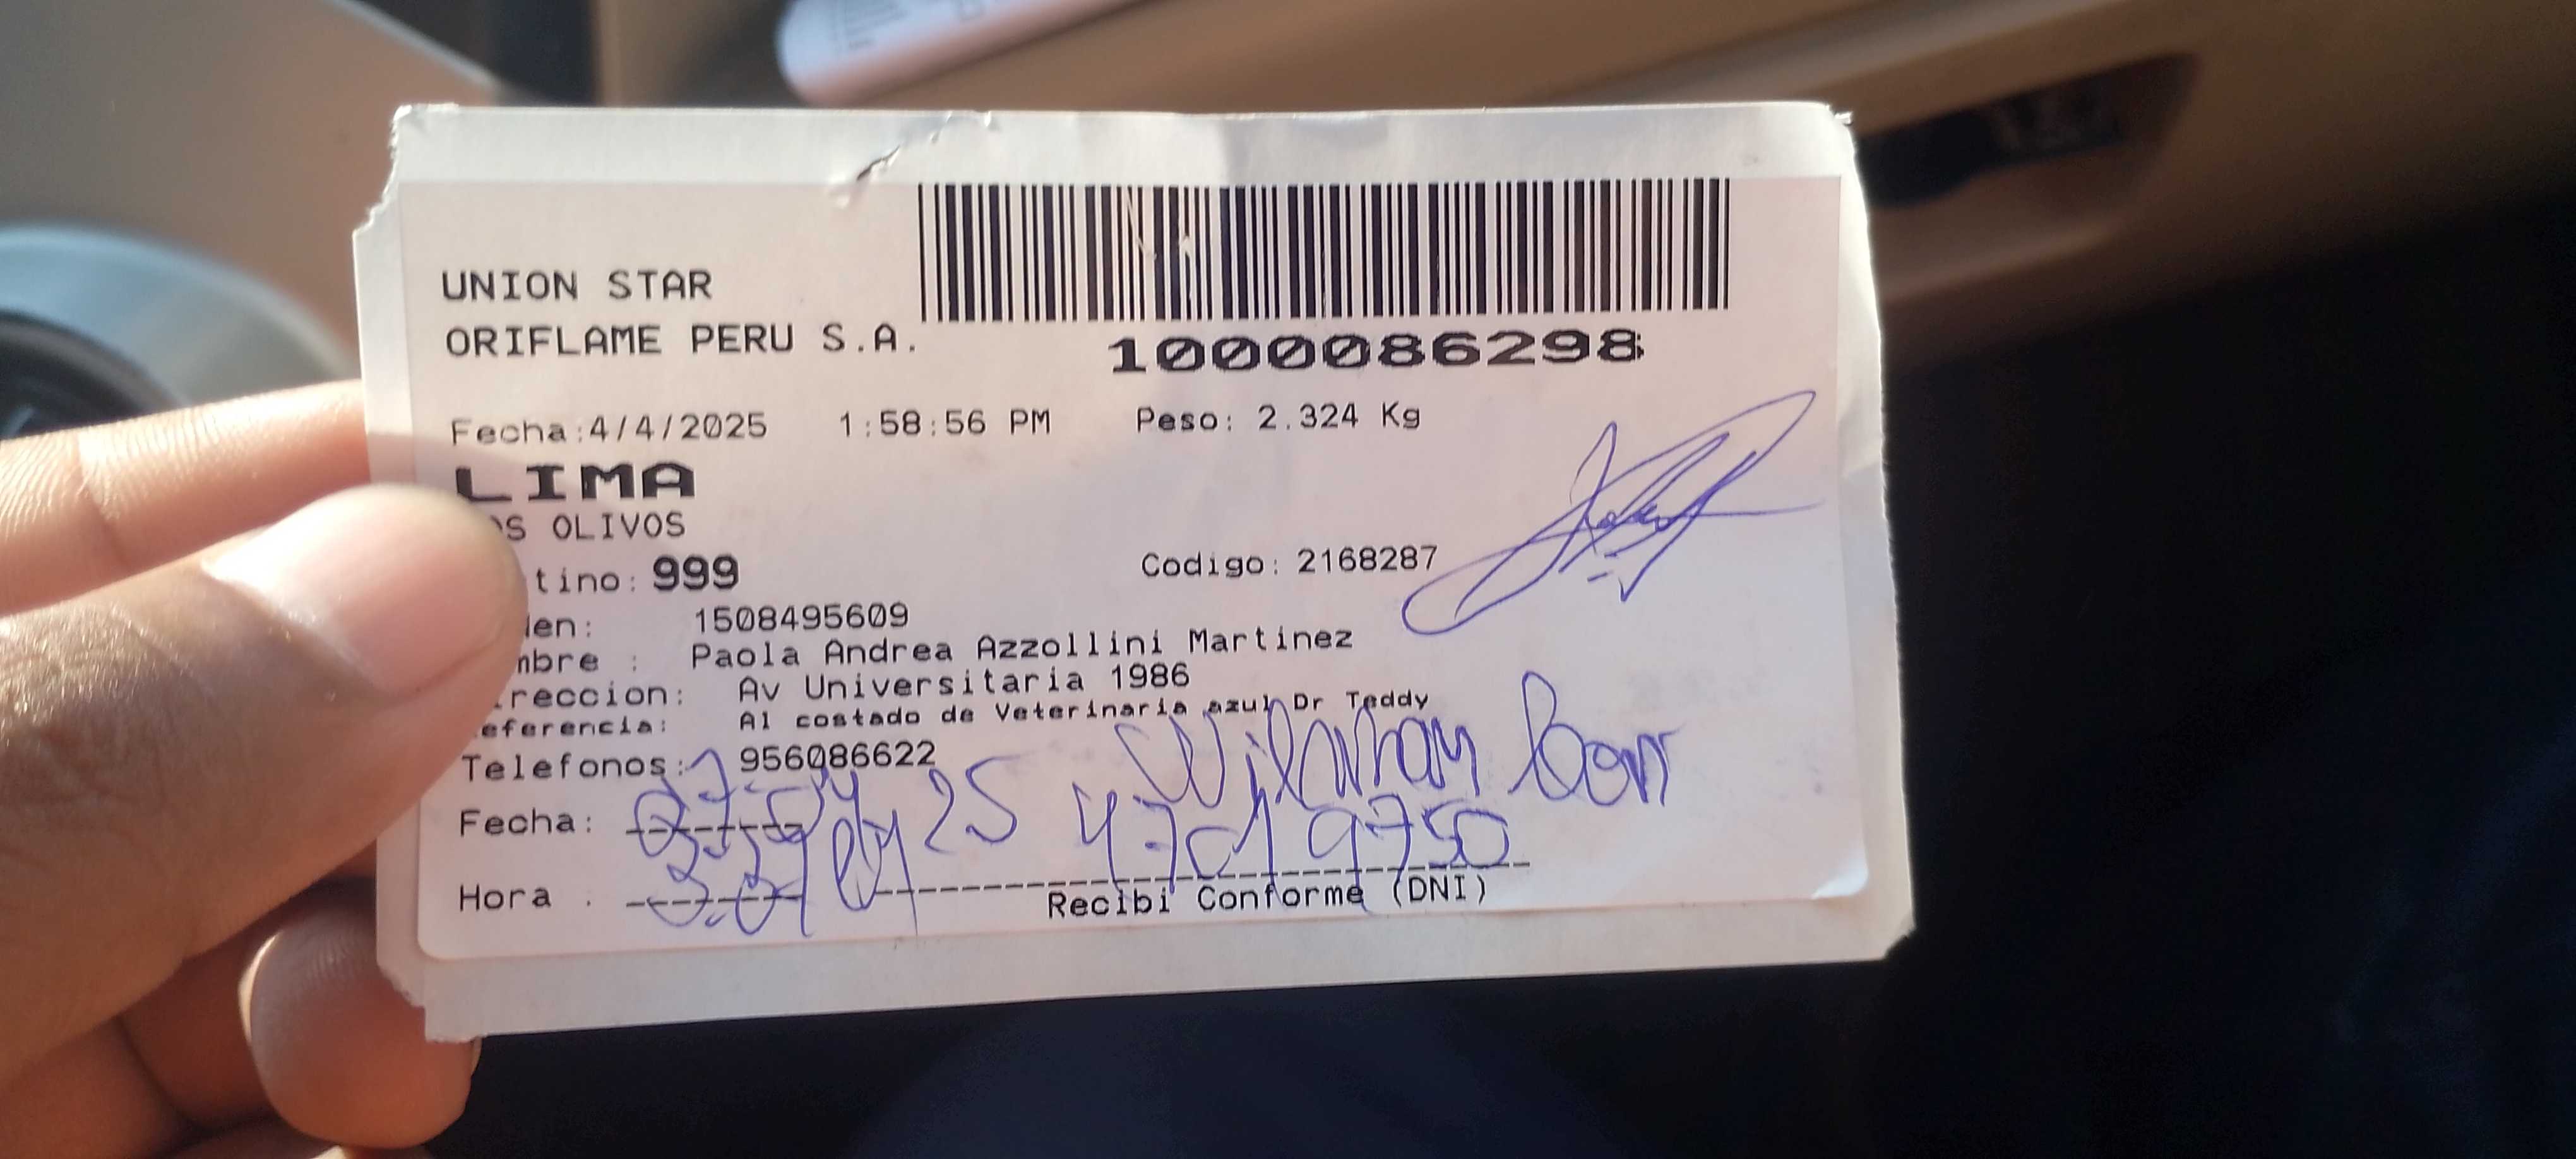 UNION STAR
ORIFLAME PERU S.A.
1000086298
Fecha:4/4/2025 1:58:56 PM Peso: 2.324 Kg
LIMA
OS OLIVOS
tino: 999 Codigo: 2168287
den: 1508495609
mbre : Paola Andrea Azzollini Martinez
reccion: Av Universitaria 1986
eferencia: Al costado de Veterinaria azul Dr Teddy
Telefonos: 956086622
Fecha: 25
Hora :
Recibi Conforme (DNI)